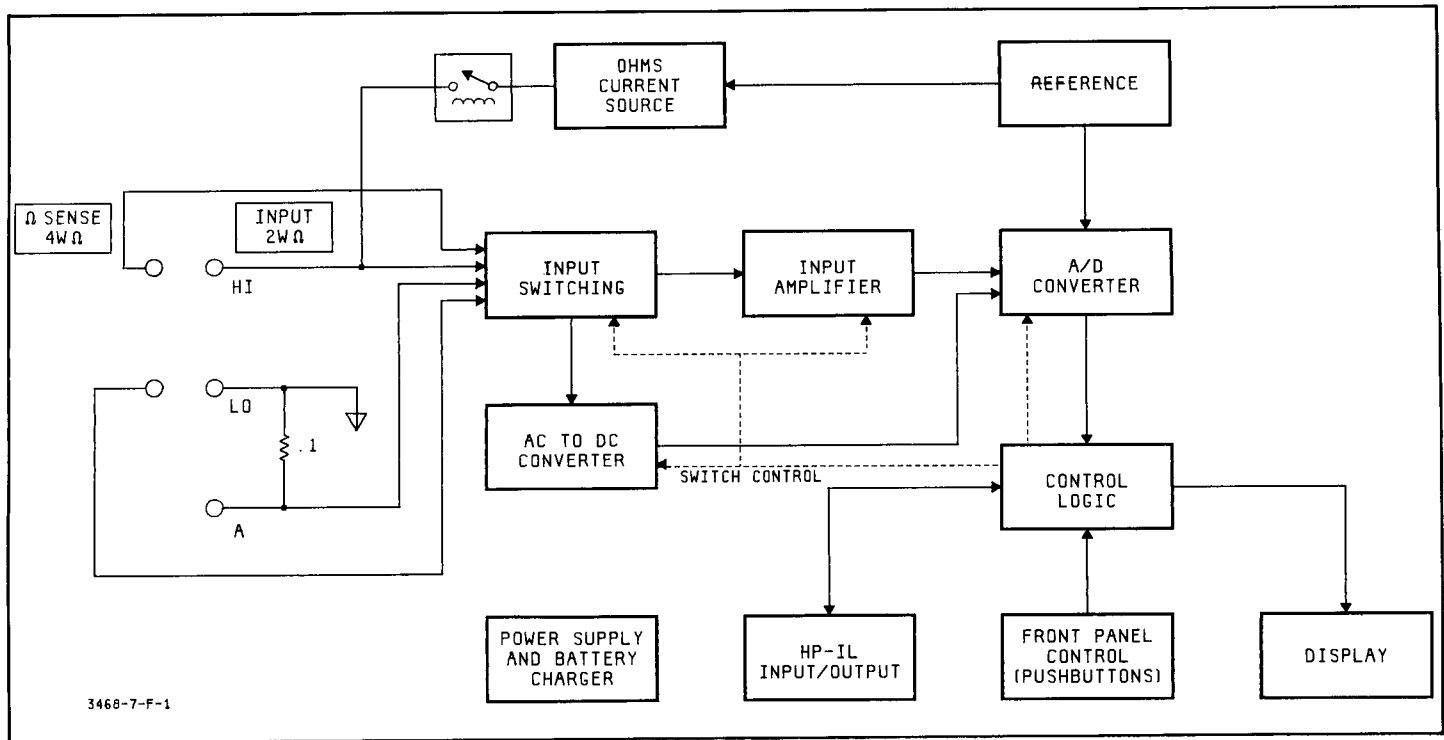 OHMS
CURRENT
SOURCE
REFERENCE
Ω SENSE
4WΩ
INPUT
2WΩ
HI
INPUT
SWITCHING
INPUT
AMPLIFIER
A/D
CONVERTER
LO
.1
A
AC TO DC
CONVERTER
SWITCH CONTROL
CONTROL
LOGIC
POWER SUPPLY
AND BATTERY
CHARGER
HP-IL
INPUT/OUTPUT
FRONT PANEL
CONTROL
(PUSHBUTTONS)
DISPLAY
3468-7-F-1